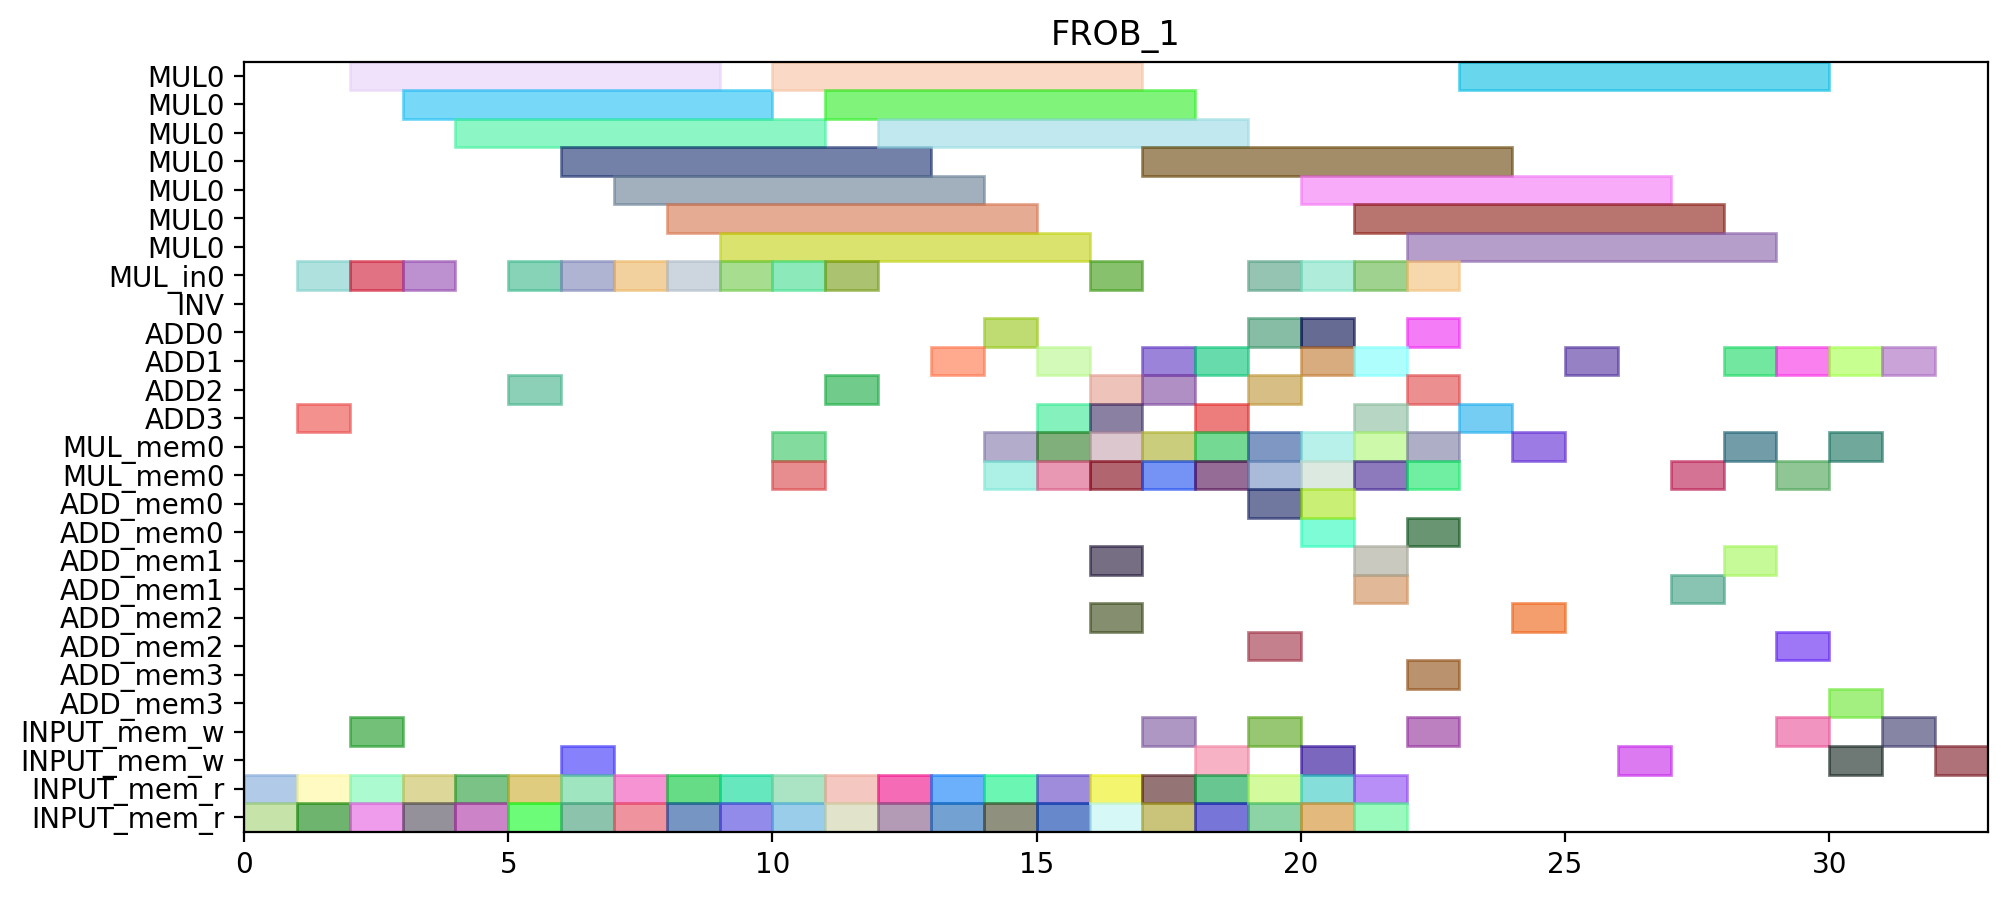 FROB_1
MUL0
MUL0
MUL0
MUL0
MUL0
MUL0
MUL0
MUL_in0
INV
ADD0
ADD1
ADD2
ADD3
MUL_mem0
MUL_mem0
ADD_mem0
ADD_mem0
ADD_mem1
ADD_mem1
ADD_mem2
ADD_mem2
ADD_mem3
ADD_mem3
INPUT_mem_w
INPUT_mem_w
INPUT_mem_r
INPUT_mem_r
0 5 10 15 20 25 30